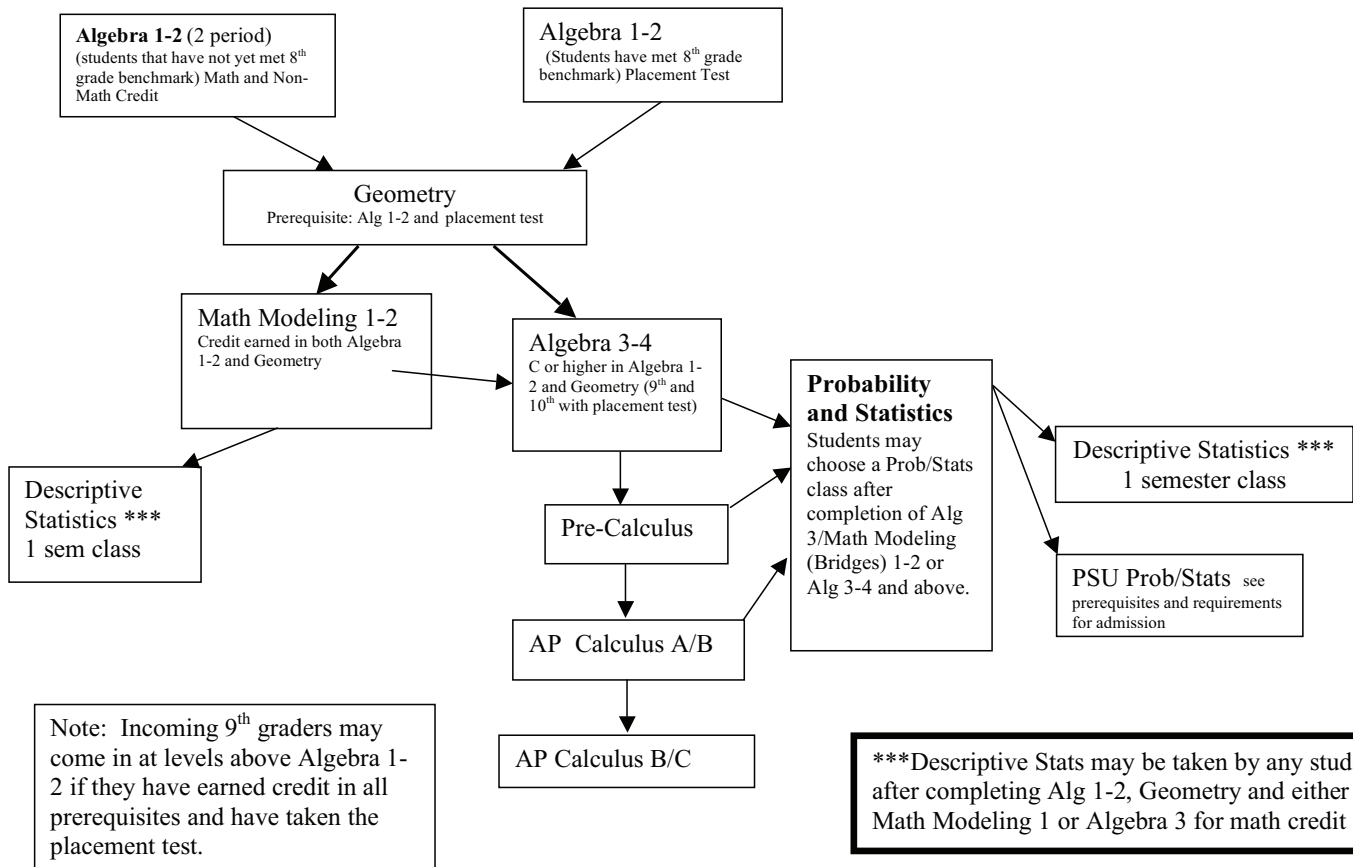 Algebra 1-2 (2 period)
(students that have not yet met 8th
grade benchmark) Math and Non-
Math Credit
Algebra 1-2
(Students have met 8th grade
benchmark) Placement Test
Geometry
Prerequisite: Alg 1-2 and placement test
Math Modeling 1-2
Credit earned in both Algebra
1-2 and Geometry
Algebra 3-4
C or higher in Algebra 1-
2 and Geometry (9th and
10th with placement test)
Probability
and Statistics
Students may
choose a Prob/Stats
class after
completion of Alg
3/Math Modeling
(Bridges) 1-2 or
Alg 3-4 and above.
Descriptive Statistics ***
1 semester class
Descriptive
Statistics ***
1 sem class
Pre-Calculus
PSU Prob/Stats see
prerequisites and requirements
for admission
AP Calculus A/B
AP Calculus B/C
Note: Incoming 9th graders may
come in at levels above Algebra 1-
2 if they have earned credit in all
prerequisites and have taken the
placement test.
***Descriptive Stats may be taken by any stud
after completing Alg 1-2, Geometry and either
Math Modeling 1 or Algebra 3 for math credit